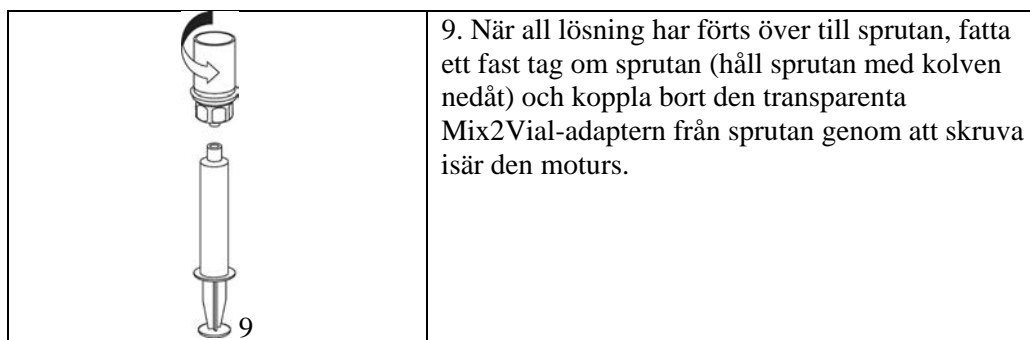 9. När all lösning har förts över till sprutan, fatta
ett fast tag om sprutan (håll sprutan med kolven
nedåt) och koppla bort den transparenta
Mix2Vial-adaptern från sprutan genom att skruva
isär den moturs.
9